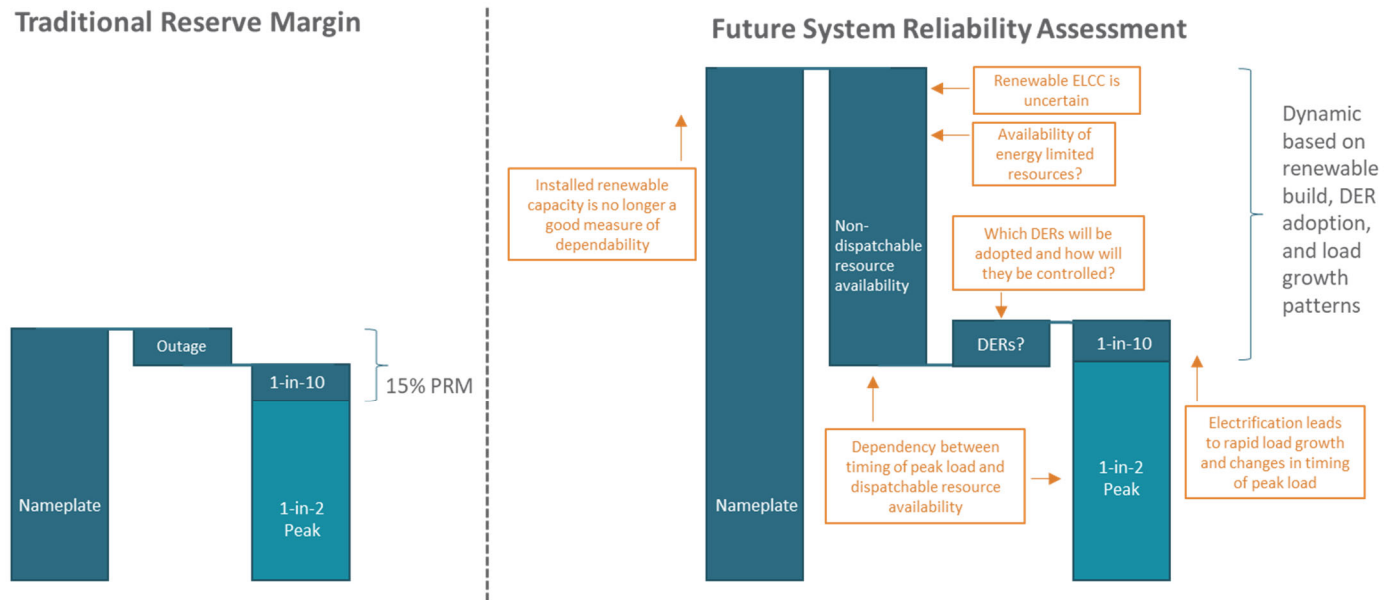 Traditional Reserve Margin
Nameplate
Outage
1-in-10
1-in-2
Peak
15% PRM
Future System Reliability Assessment
Installed renewable
capacity is no longer a
good measure of
dependability
Nameplate
Non-
dispatchable
resource
availability
Renewable ELCC is
uncertain
Availability of
energy limited
resources?
Which DERs will be
adopted and how will
they be controlled?
DERs?
1-in-10
1-in-2
Peak
Dependency between
timing of peak load and
dispatchable resource
availability
Electrification leads
to rapid load growth
and changes in timing
of peak load
Dynamic
based on
renewable
build, DER
adoption,
and load
growth
patterns